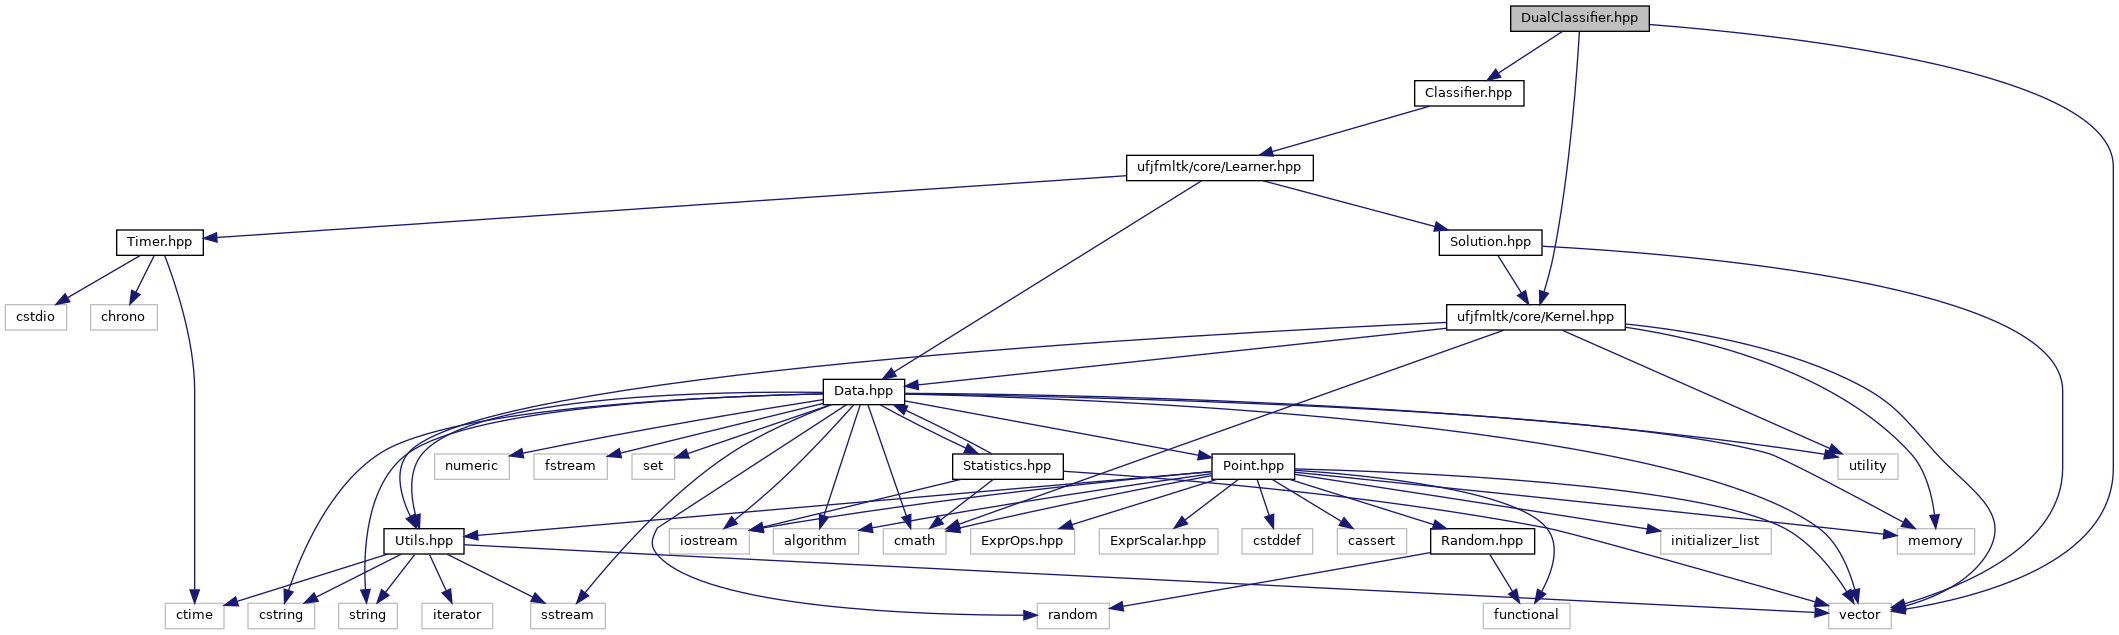 DualClassifier.hpp
Classifier.hpp
ufjfmltk/core/Learner.hpp
Timer.hpp
Solution.hpp
cstdio
chrono
ufjfmltk/core/Kernel.hpp
Data.hpp
numeric
fstream
set
Statistics.hpp
Point.hpp
utility
Utils.hpp
iostream
algorithm
cmath
ExprOps.hpp
ExprScalar.hpp
cstddef
cassert
Random.hpp
initializer_list
memory
ctime
cstring
string
iterator
sstream
random
functional
vector